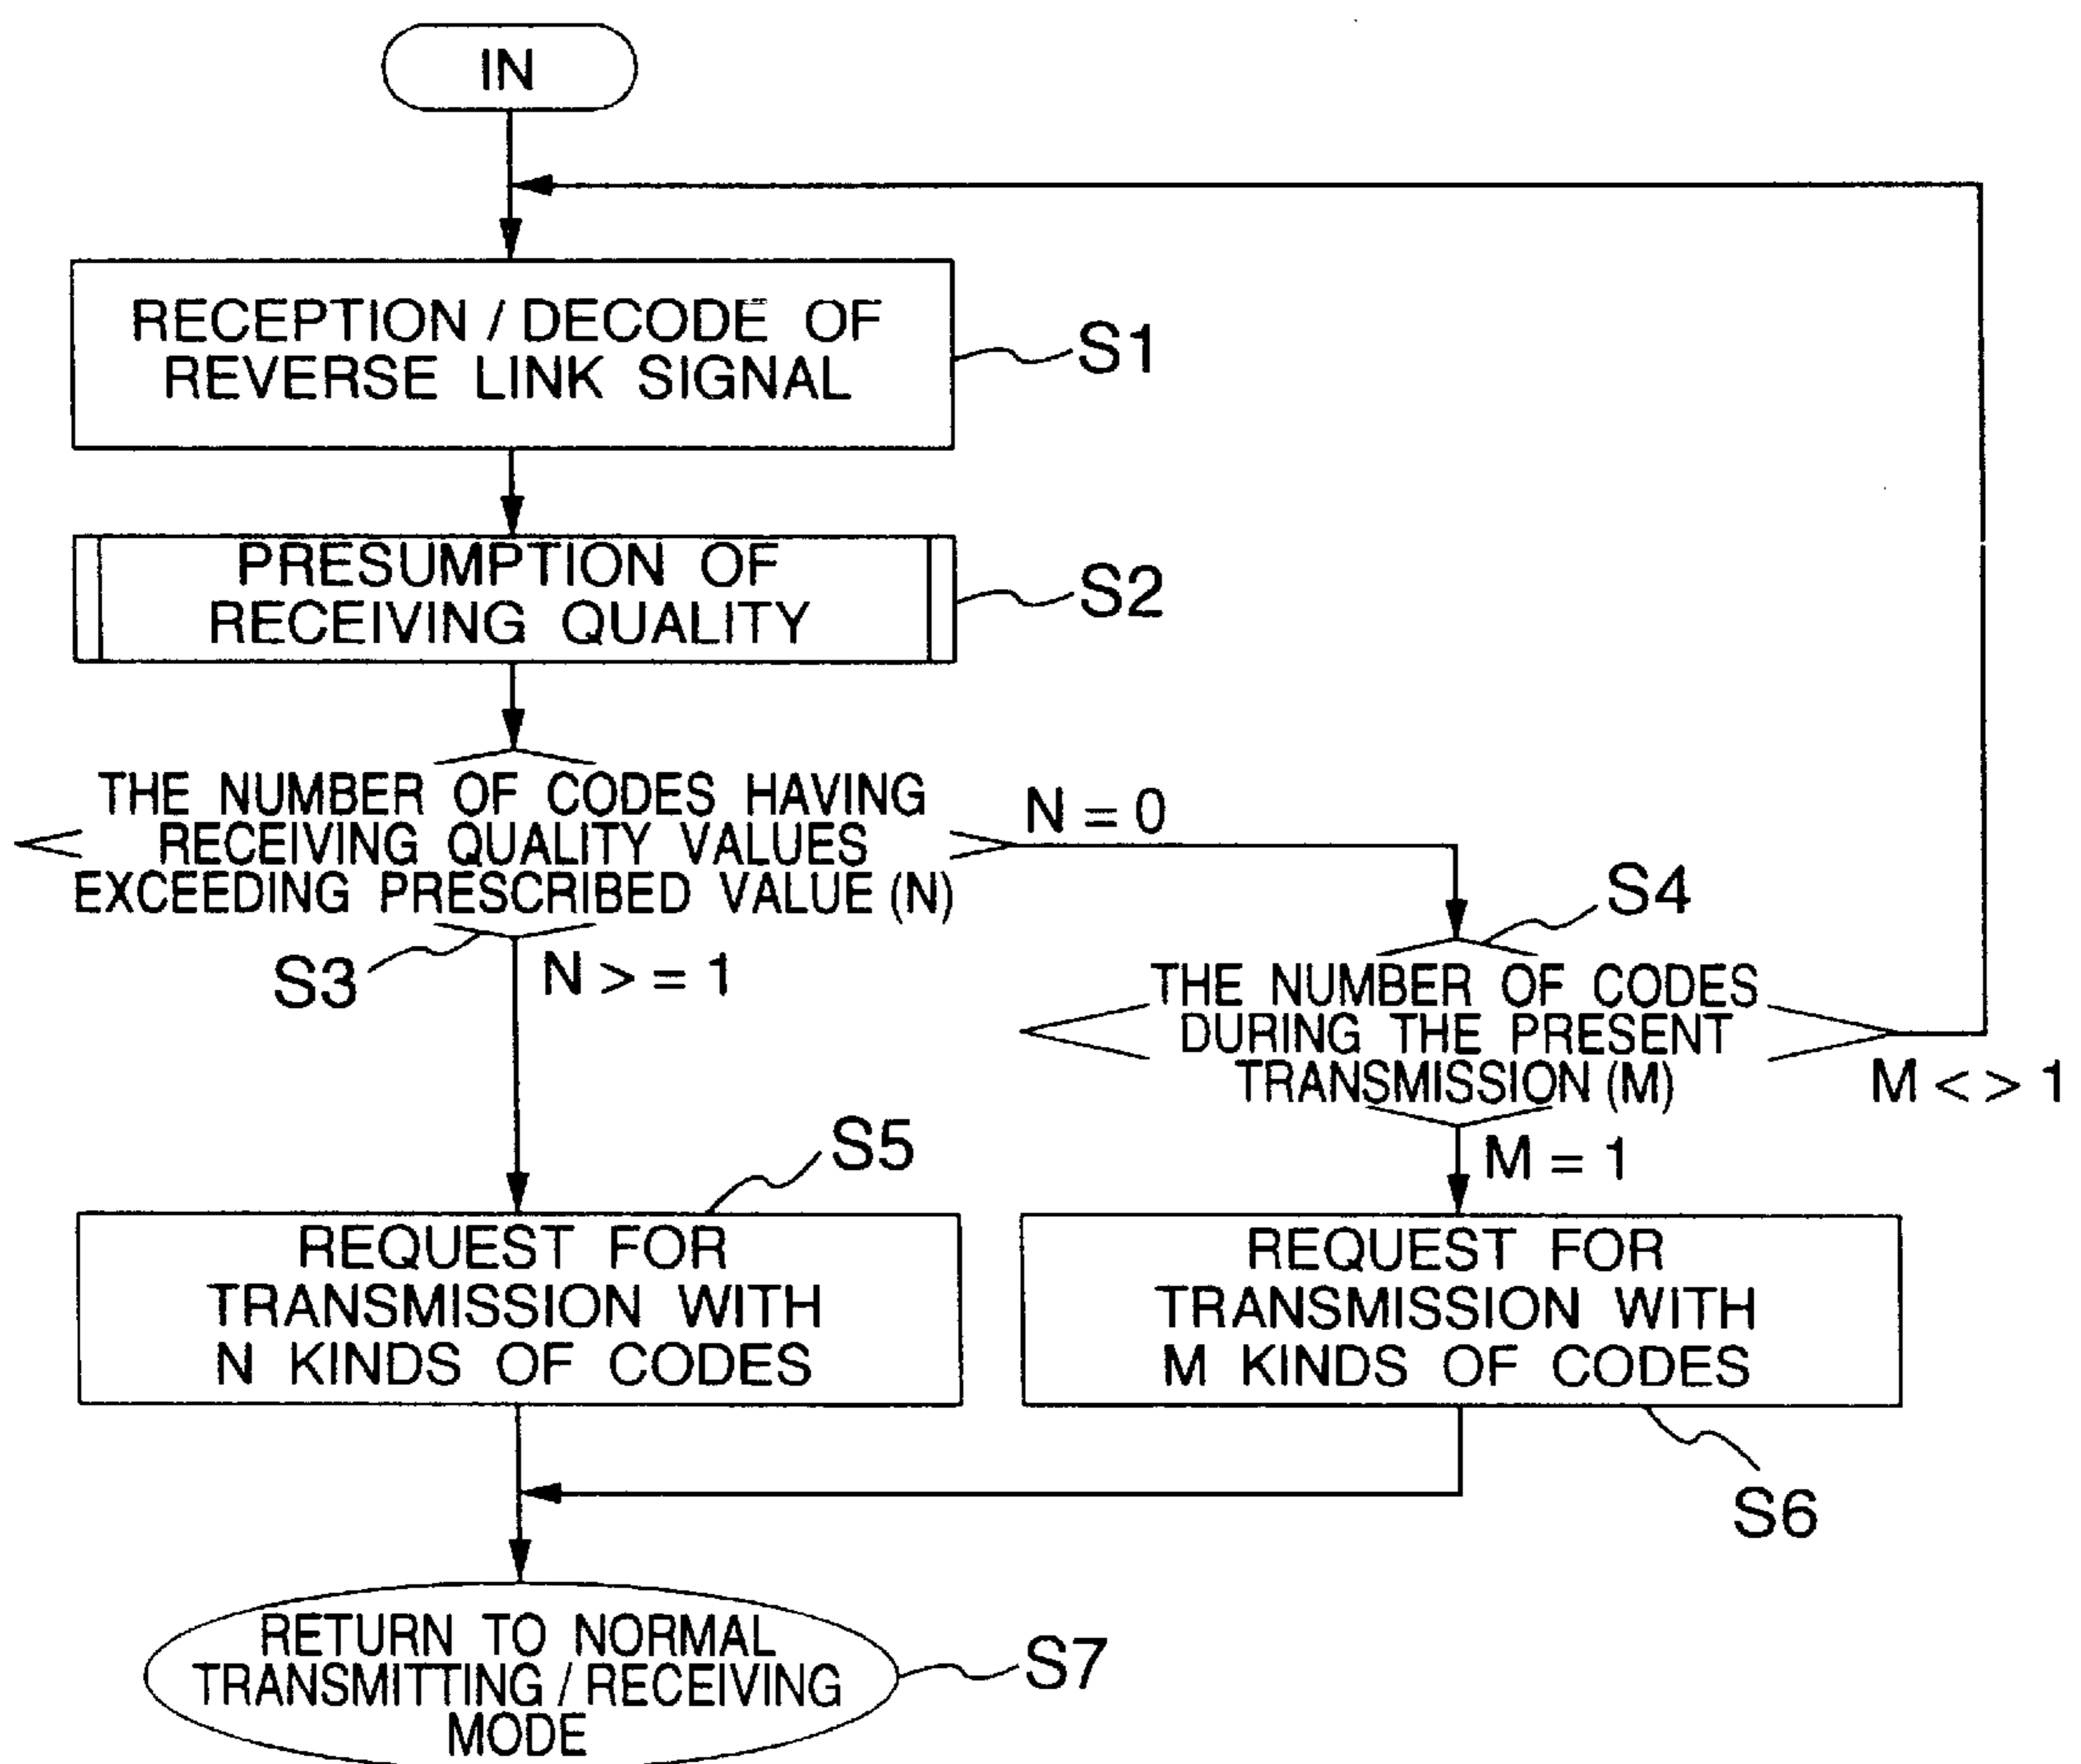 IN
RECEPTION / DECODE OF
REVERSE LINK SIGNAL
S1
PRESUMPTION OF
RECEIVING QUALITY
S2
THE NUMBER OF CODES HAVING
RECEIVING QUALITY VALUES
EXCEEDING PRESCRIBED VALUE (N)
N = 0
S3
N > = 1
S4
THE NUMBER OF CODES
DURING THE PRESENT
TRANSMISSION (M)
M < > 1
M = 1
S5
REQUEST FOR
TRANSMISSION WITH
N KINDS OF CODES
REQUEST FOR
TRANSMISSION WITH
M KINDS OF CODES
S6
RETURN TO NORMAL
TRANSMITTING / RECEIVING
MODE
S7